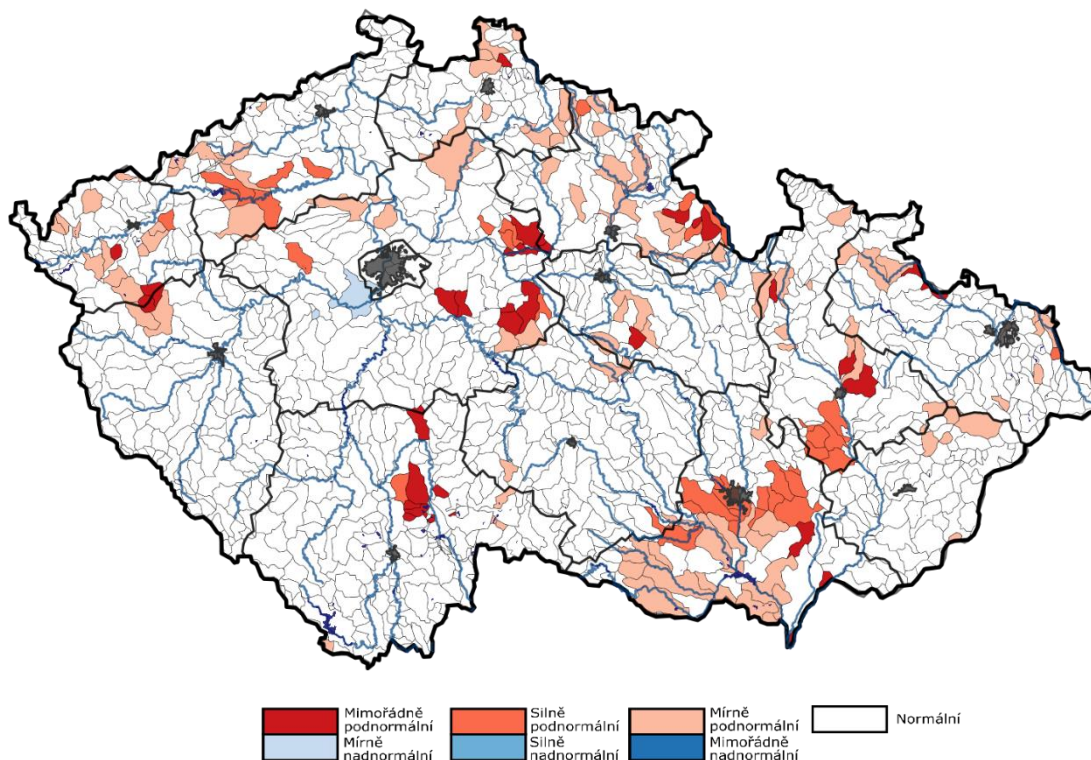 Mimořádně
podnormální
Silně
podnormální
Mírně
podnormální
Normální
Mírně
nadnormální
Silně
nadnormální
Mimořádně
nadnormální